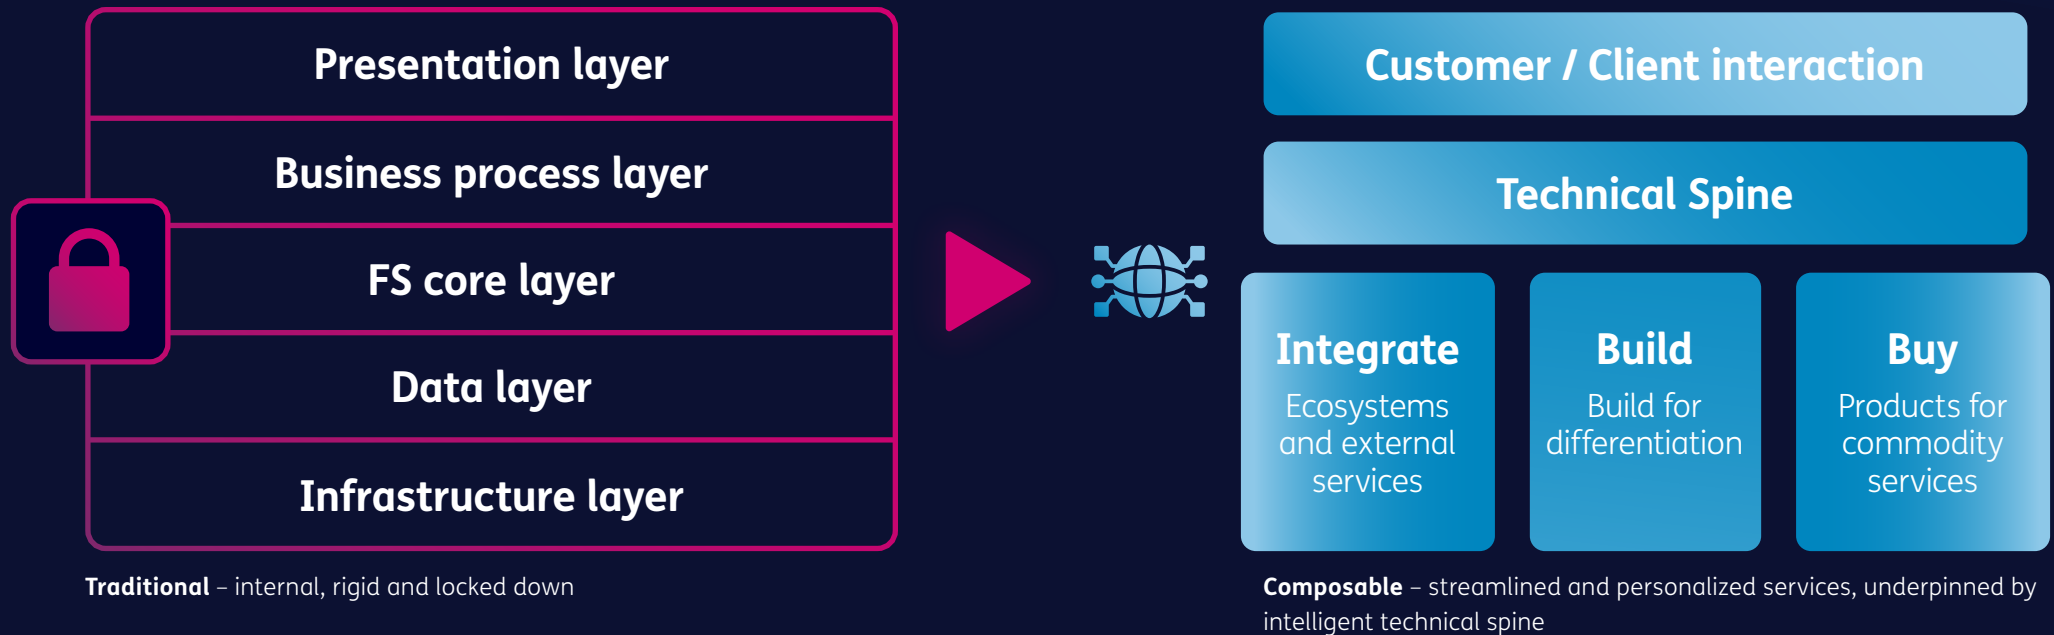 Presentation layer
Business process layer
FS core layer
Data layer
Infrastructure layer
Traditional – internal, rigid and locked down
Customer / Client interaction
Technical Spine
Integrate
Ecosystems
and external
services
Build
Build for
differentiation
Buy
Products for
commodity
services
Composable – streamlined and personalized services, underpinned by
intelligent technical spine